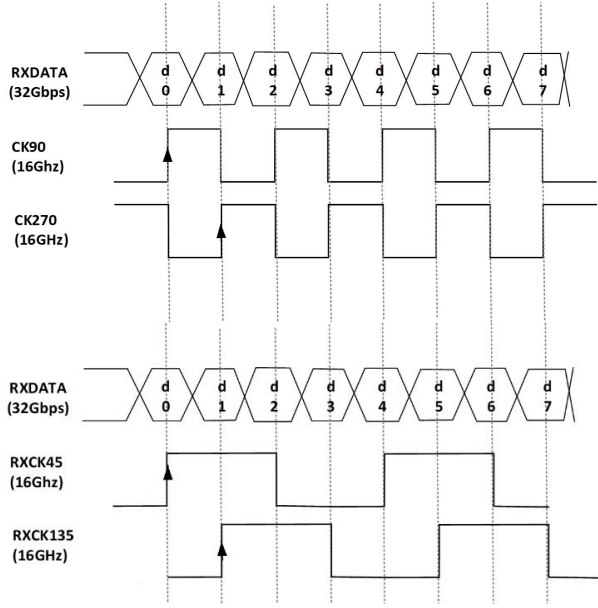 RXDATA
(32Gbps)
d d d d d d d d
0 1 2 3 4 5 6 7
CK90
(16Ghz)
CK270
(16GHz)
RXDATA
(32Gbps)
d d d d d d d d
0 1 2 3 4 5 6 7
RXCK45
(16Ghz)
RXCK135
(16GHz)